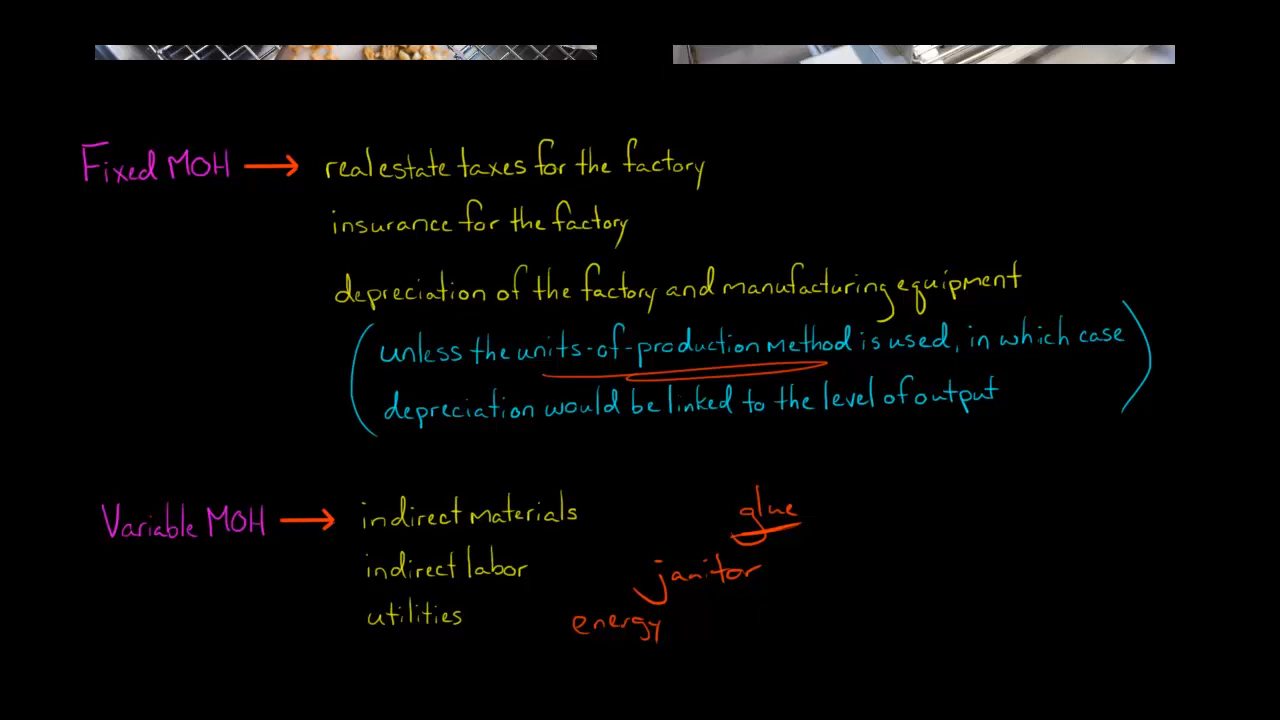 Fixed MOH → real estate taxes for the factory
insurance for the factory
depreciation of the factory and manufacturing equipment
(unless the units-of-production method is used, in which case
depreciation would be linked to the level of output)
Variable MOH → indirect materials glue
indirect labor janitor
utilities energy